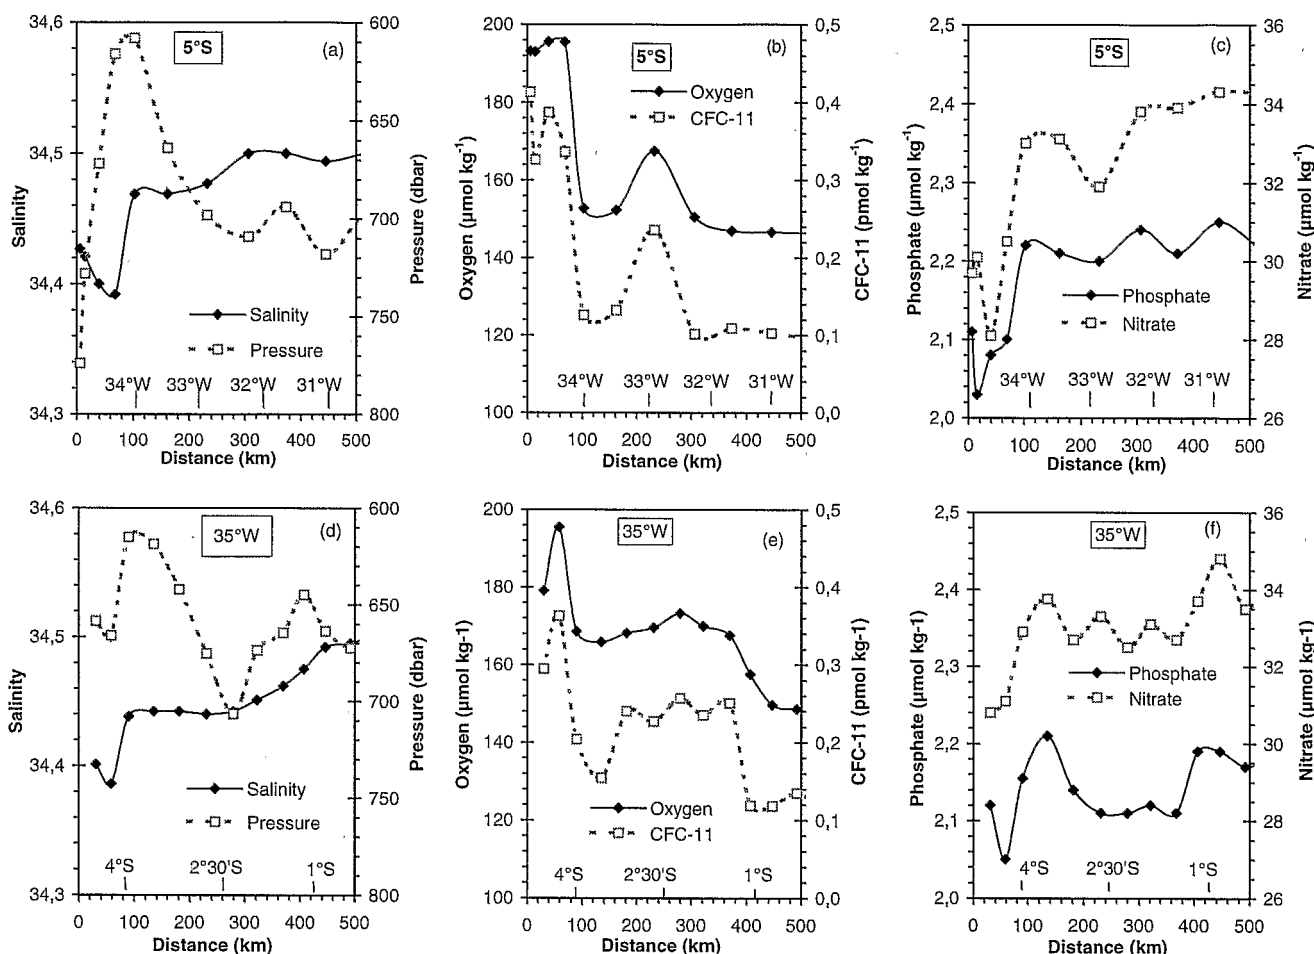 34,6
34,5
34,4
34,3
Salinity
600
650
700
750
800
Pressure (dbar)
5°S
(a)
Salinity
Pressure
34°W 33°W 32°W 31°W
0 100 200 300 400 500
Distance (km)
200
180
160
140
120
100
Oxygen (µmol kg-1)
0,5
0,4
0,3
0,2
0,1
0,0
CFC-11 (pmol kg-1)
(b)
5°S
Oxygen
CFC-11
34°W 33°W 32°W 31°W
0 100 200 300 400 500
Distance (km)
2,5
2,4
2,3
2,2
2,1
2,0
Phosphate (µmol kg-1)
36
34
32
30
28
26
Nitrate (µmol kg-1)
5°S
(c)
Phosphate
Nitrate
34°W 33°W 32°W 31°W
0 100 200 300 400 500
Distance (km)
34,6
34,5
34,4
34,3
Salinity
600
650
700
750
800
Pressure (dbar)
35°W
(d)
Salinity
Pressure
4°S 2°30'S 1°S
0 100 200 300 400 500
Distance (km)
200
180
160
140
120
100
Oxygen (µmol kg-1)
0,5
0,4
0,3
0,2
0,1
0,0
CFC-11 (pmol kg-1)
35°W
(e)
Oxygen
CFC-11
4°S 2°30'S 1°S
0 100 200 300 400 500
Distance (km)
2,5
2,4
2,3
2,2
2,1
2,0
Phosphate (µmol kg-1)
36
34
32
30
28
26
Nitrate (µmol kg-1)
35°W
(f)
Phosphate
Nitrate
4°S 2°30'S 1°S
0 100 200 300 400 500
Distance (km)